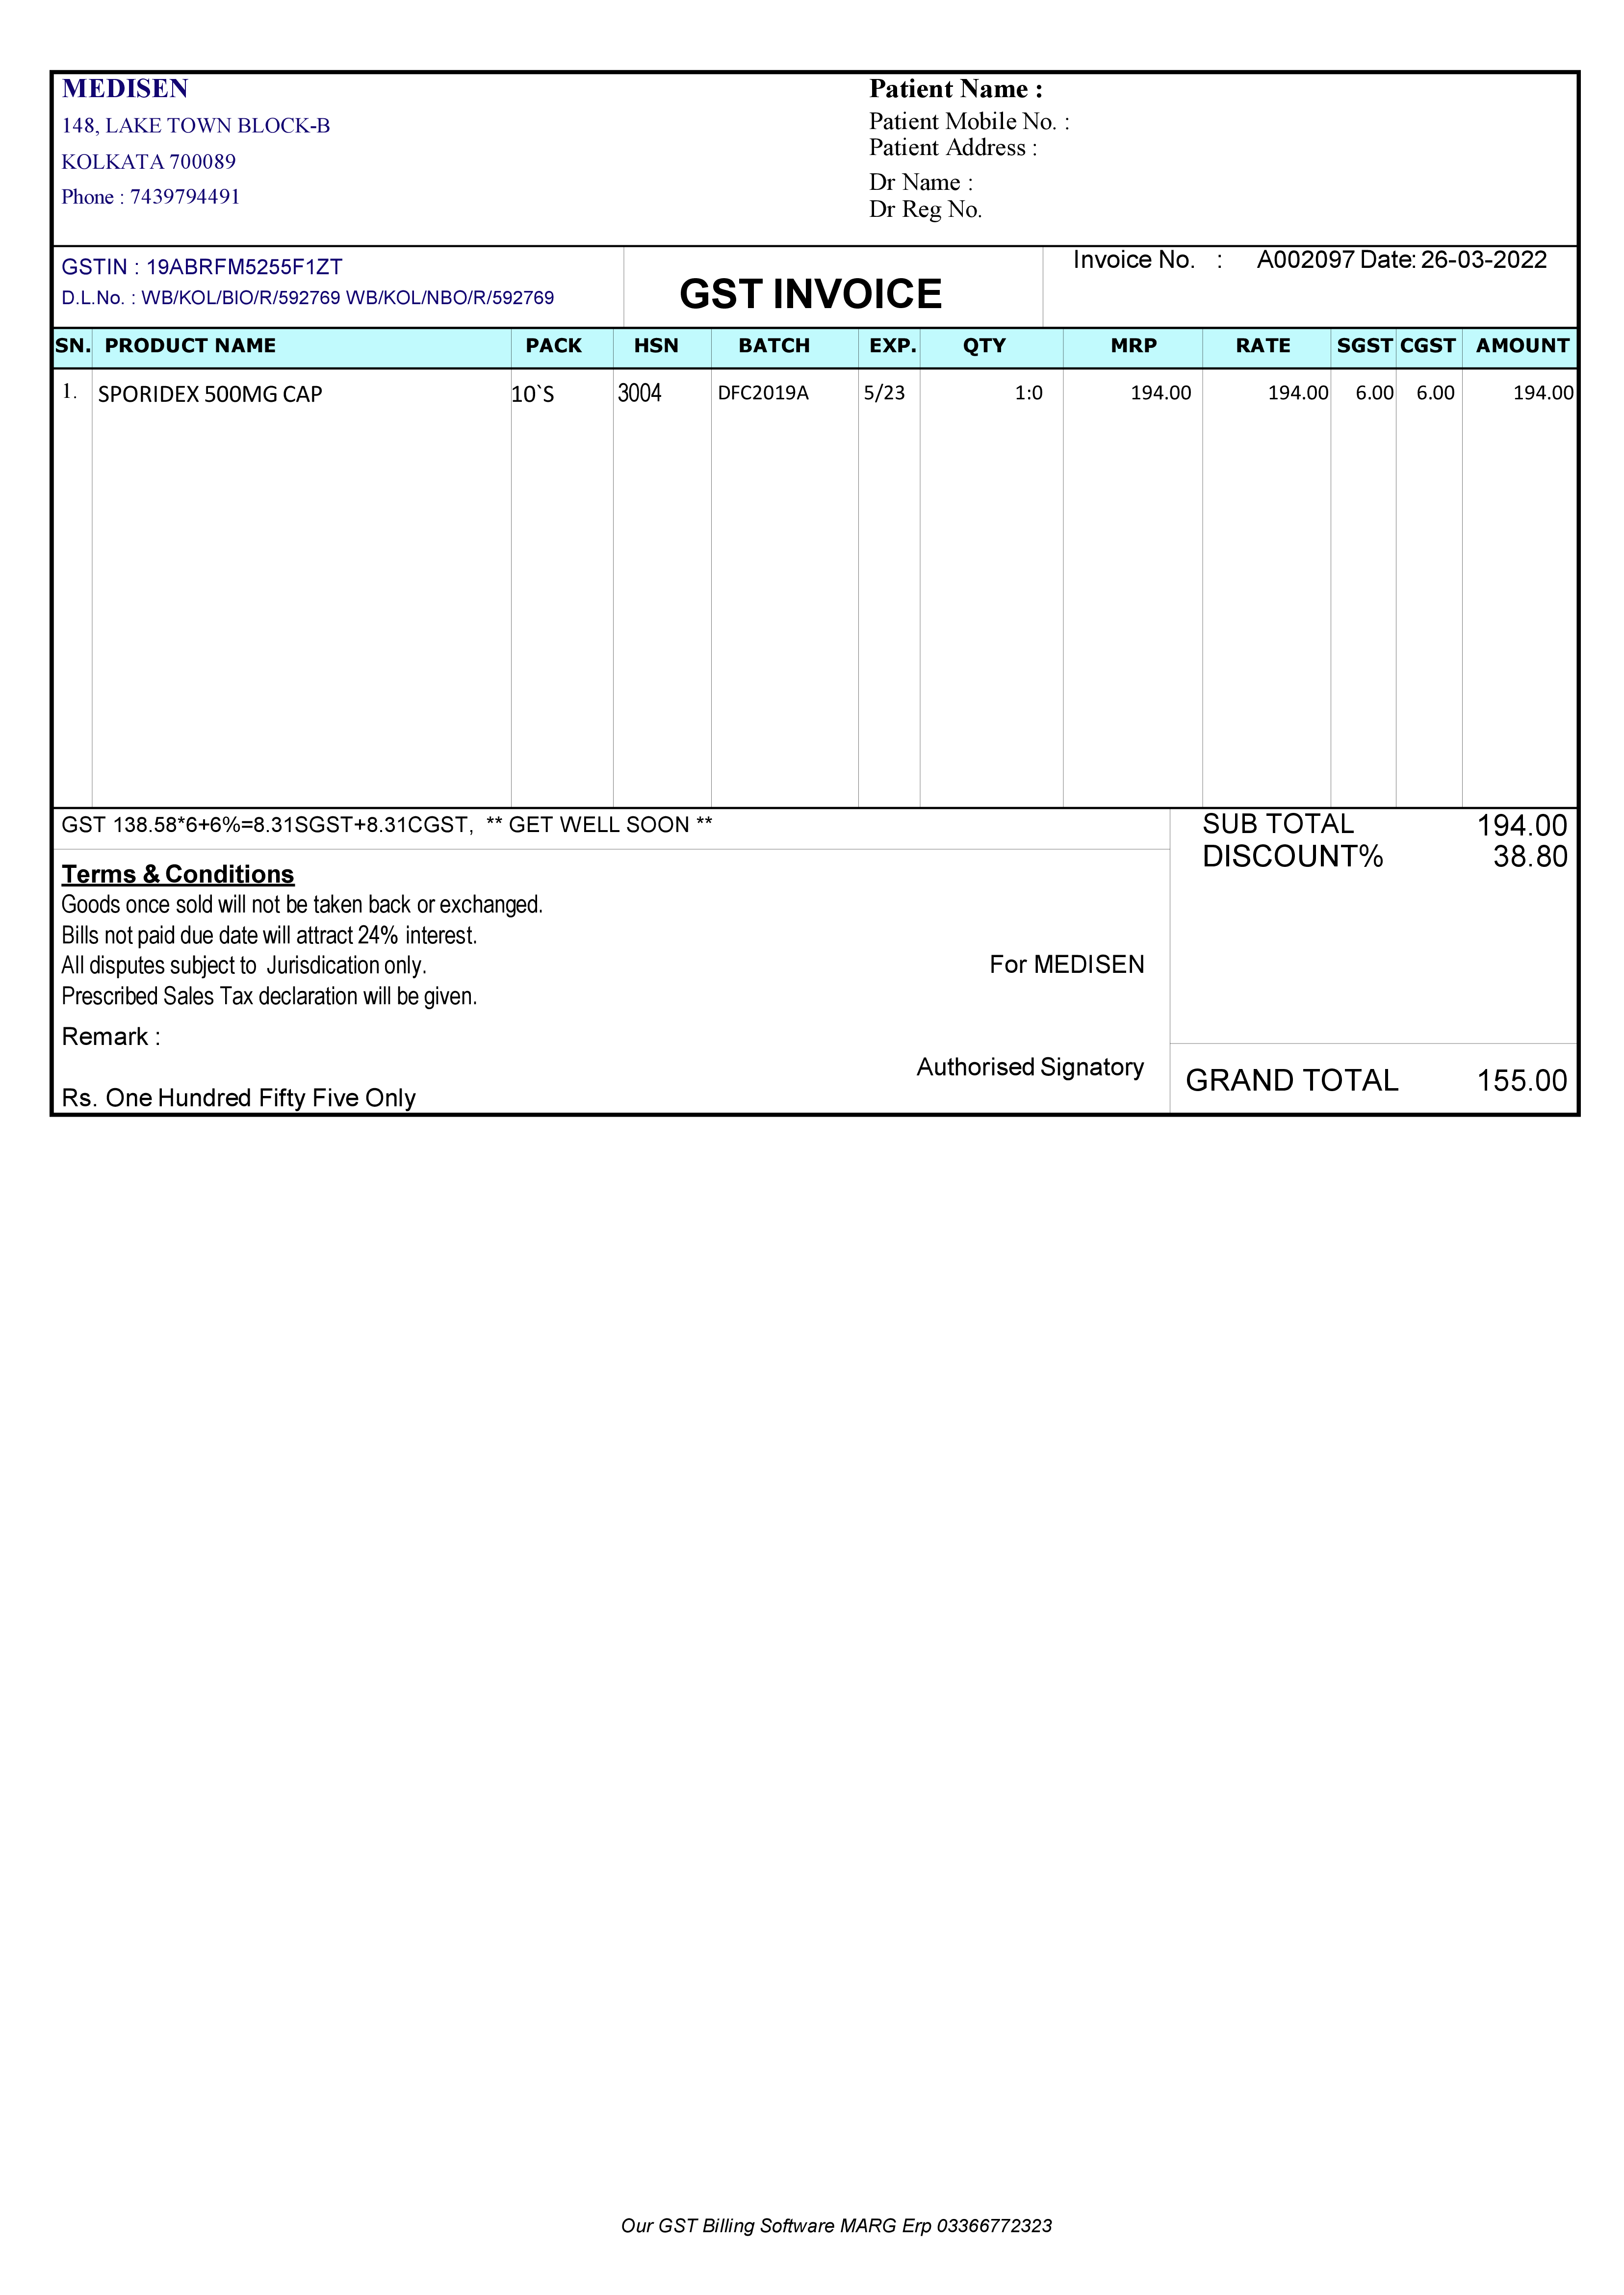 MEDISEN
148, LAKE TOWN BLOCK-B
KOLKATA 700089
Phone : 7439794491
Patient Name :
Patient Mobile No. :
Patient Address :
Dr Name :
Dr Reg No.
GSTIN : 19ABRFM5255F1ZT
D.L.No. : WB/KOL/BIO/R/592769 WB/KOL/NBO/R/592769
GST INVOICE
Invoice No. : A002097 Date: 26-03-2022
SN. PRODUCT NAME PACK HSN BATCH EXP. QTY MRP RATE SGST CGST AMOUNT
1. SPORIDEX 500MG CAP 10`S 3004 DFC2019A 5/23 1:0 194.00 194.00 6.00 6.00 194.00
GST 138.58*6+6%=8.31SGST+8.31CGST, ** GET WELL SOON **
SUB TOTAL 194.00
DISCOUNT% 38.80
Terms & Conditions
Goods once sold will not be taken back or exchanged.
Bills not paid due date will attract 24% interest.
All disputes subject to Jurisdication only.
Prescribed Sales Tax declaration will be given.
For MEDISEN
Remark :
Authorised Signatory
Rs. One Hundred Fifty Five Only
GRAND TOTAL 155.00
Our GST Billing Software MARG Erp 03366772323